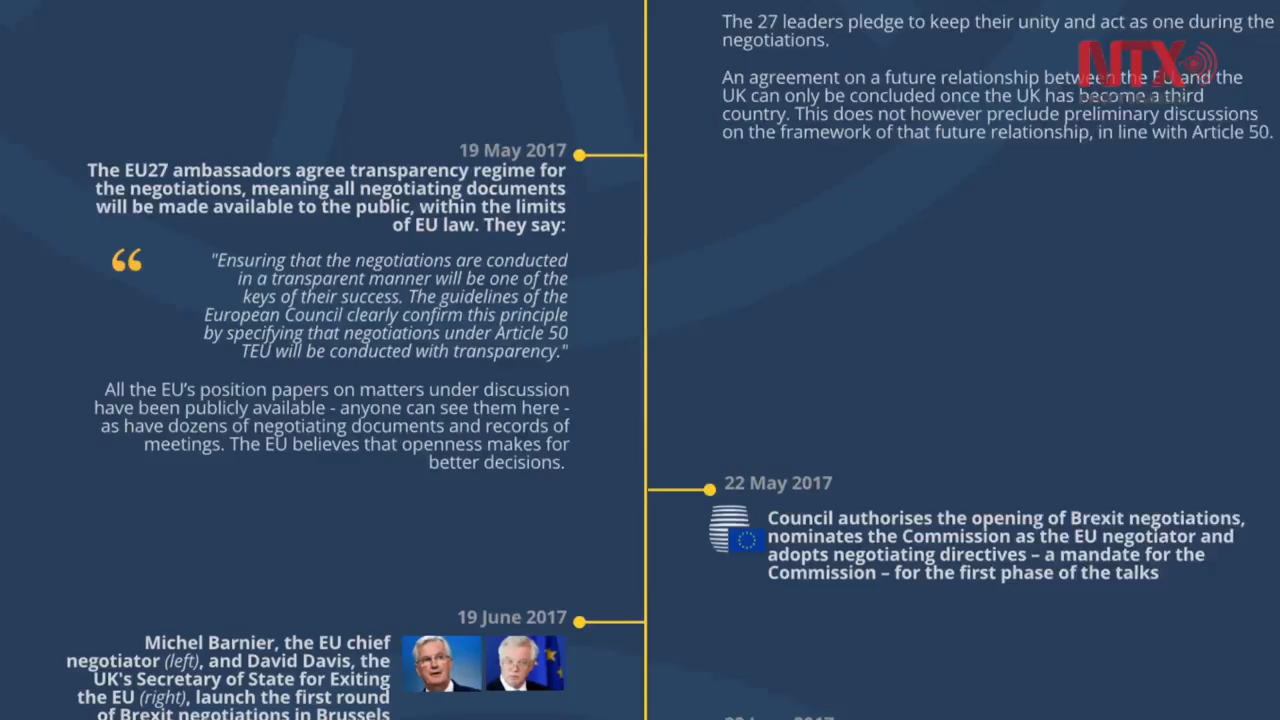 The 27 leaders pledge to keep their unity and act as one during the
negotiations.
An agreement on a future relationship between the EU and the
UK can only be concluded once the UK has become a third
country. This does not however preclude preliminary discussions
on the framework of that future relationship, in line with Article 50.
NTX
19 May 2017
The EU27 ambassadors agree transparency regime for
the negotiations, meaning all negotiating documents
will be made available to the public, within the limits
of EU law. They say:
"Ensuring that the negotiations are conducted
in a transparent manner will be one of the
keys of their success. The guidelines of the
European Council clearly confirm this principle
by specifying that negotiations under Article 50
TEU will be conducted with transparency."
All the EU’s position papers on matters under discussion
have been publicly available - anyone can see them here -
as have dozens of negotiating documents and records of
meetings. The EU believes that openness makes for
better decisions.
22 May 2017
Council authorises the opening of Brexit negotiations,
nominates the Commission as the EU negotiator and
adopts negotiating directives – a mandate for the
Commission – for the first phase of the talks
19 June 2017
Michel Barnier, the EU chief
negotiator (left), and David Davis, the
UK's Secretary of State for Exiting
the EU (right), launch the first round
of Brexit negotiations in Brussels